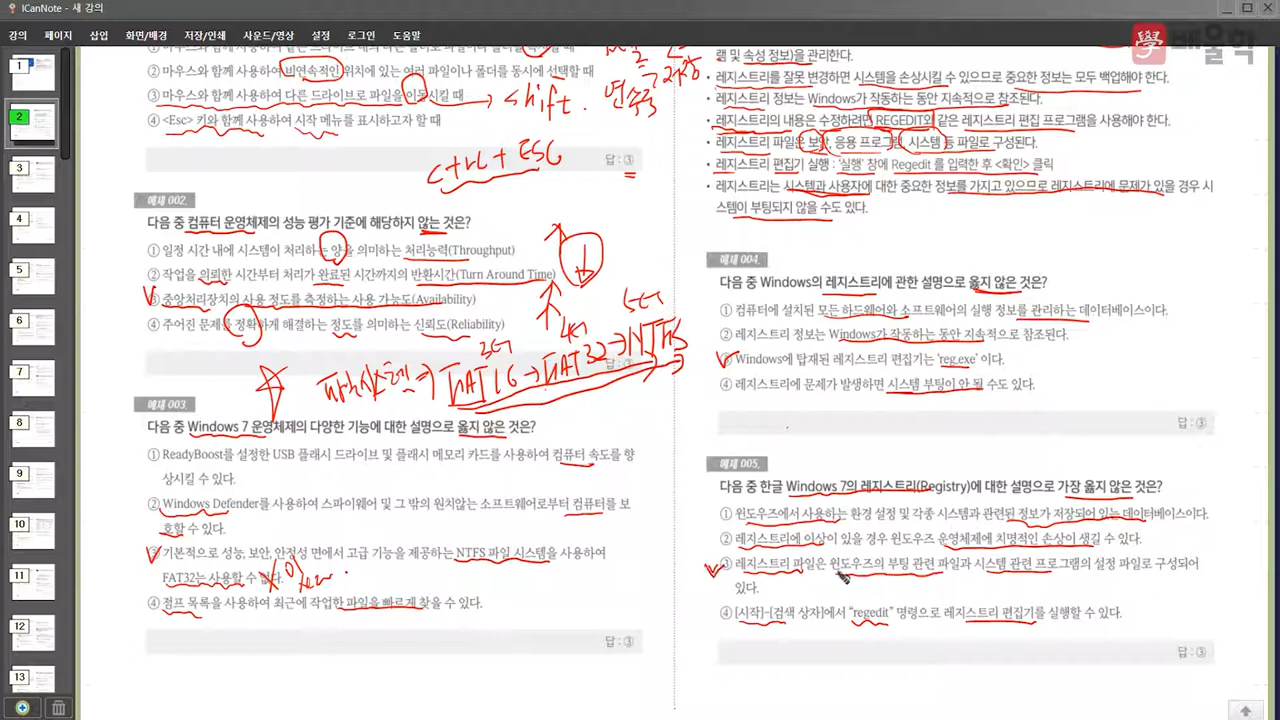 ICanNote - 새 강의
강의 페이지 삽입 화면/배경 저장/인쇄 사운드/영상 설정 로그인 도움말
배울학
1
2
3
4
5
6
7
8
9
10
11
12
13
② 마우스와 함께 사용하여 비연속적인 위치에 있는 여러 파일이나 폴더를 동시에 선택할 때
③ 마우스와 함께 사용하여 다른 드라이브로 파일을 이동시킬 때
shift.
연속적
④ <Esc> 키와 함께 사용하여 시작 메뉴를 표시하고자 할 때
Ctrl + ESC
답 : ③
예제 002.
다음 중 컴퓨터 운영체제의 성능 평가 기준에 해당하지 않는 것은?
① 일정 시간 내에 시스템이 처리하는 양을 의미하는 처리능력(Throughput)
② 작업을 의뢰한 시간부터 처리가 완료된 시간까지의 반환시간(Turn Around Time)
③ 중앙처리장치의 사용 정도를 측정하는 사용 가능도(Availability)
④ 주어진 문제를 정확하게 해결하는 정도를 의미하는 신뢰도(Reliability)
답 : ③
파일시스템 → FAT16 → FAT32 → NTFS
예제 003.
다음 중 Windows 7 운영체제의 다양한 기능에 대한 설명으로 옳지 않은 것은?
① ReadyBoost를 설정한 USB 플래시 드라이브 및 플래시 메모리 카드를 사용하여 컴퓨터 속도를 향
상시킬 수 있다.
② Windows Defender를 사용하여 스파이웨어 및 그 밖의 원치않는 소프트웨어로부터 컴퓨터를 보
호할 수 있다.
③ 기본적으로 성능, 보안, 안정성 면에서 고급 기능을 제공하는 NTFS 파일 시스템을 사용하여
FAT32는 사용할 수 없다.
④ 점프 목록을 사용하여 최근에 작업한 파일을 빠르게 찾을 수 있다.
답 : ③
램 및 속성 정보)을 관리한다.
• 레지스트리를 잘못 변경하면 시스템을 손상시킬 수 있으므로 중요한 정보는 모두 백업해야 한다.
• 레지스트리 정보는 Windows가 작동하는 동안 지속적으로 참조된다.
• 레지스트리의 내용은 수정하려면 REGEDIT와 같은 레지스트리 편집 프로그램을 사용해야 한다.
• 레지스트리 파일은 보안, 응용 프로그램, 시스템 등 파일로 구성된다.
• 레지스트리 편집기 실행 : '실행' 창에 Regedit 를 입력한 후 <확인> 클릭
• 레지스트리는 시스템과 사용자에 대한 중요한 정보를 가지고 있으므로 레지스트리에 문제가 있을 경우 시
스템이 부팅되지 않을 수도 있다.
예제 004.
다음 중 Windows의 레지스트리에 관한 설명으로 옳지 않은 것은?
① 컴퓨터에 설치된 모든 하드웨어와 소프트웨어의 실행 정보를 관리하는 데이터베이스이다.
② 레지스트리 정보는 Windows가 작동하는 동안 지속적으로 참조된다.
③ Windows에 탑재된 레지스트리 편집기는 'reg.exe' 이다.
④ 레지스트리에 문제가 발생하면 시스템 부팅이 안 될 수도 있다.
답 : ③
예제 005.
다음 중 한글 Windows 7의 레지스트리(Registry)에 대한 설명으로 가장 옳지 않은 것은?
① 윈도우즈에서 사용하는 환경 설정 및 각종 시스템과 관련된 정보가 저장되어 있는 데이터베이스이다.
② 레지스트리에 이상이 있을 경우 윈도우즈 운영체제에 치명적인 손상이 생길 수 있다.
③ 레지스트리 파일은 윈도우즈의 부팅 관련 파일과 시스템 관련 프로그램의 설정 파일로 구성되어
있다.
④ [시작]-[검색 상자]에서 "regedit" 명령으로 레지스트리 편집기를 실행할 수 있다.
답 : ③